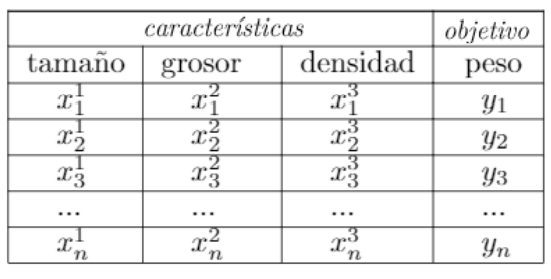 características objetivo
tamaño grosor densidad peso
x_1^1 x_1^2 x_1^3 y_1
x_2^1 x_2^2 x_2^3 y_2
x_3^1 x_3^2 x_3^3 y_3
... ... ... ...
x_n^1 x_n^2 x_n^3 y_n